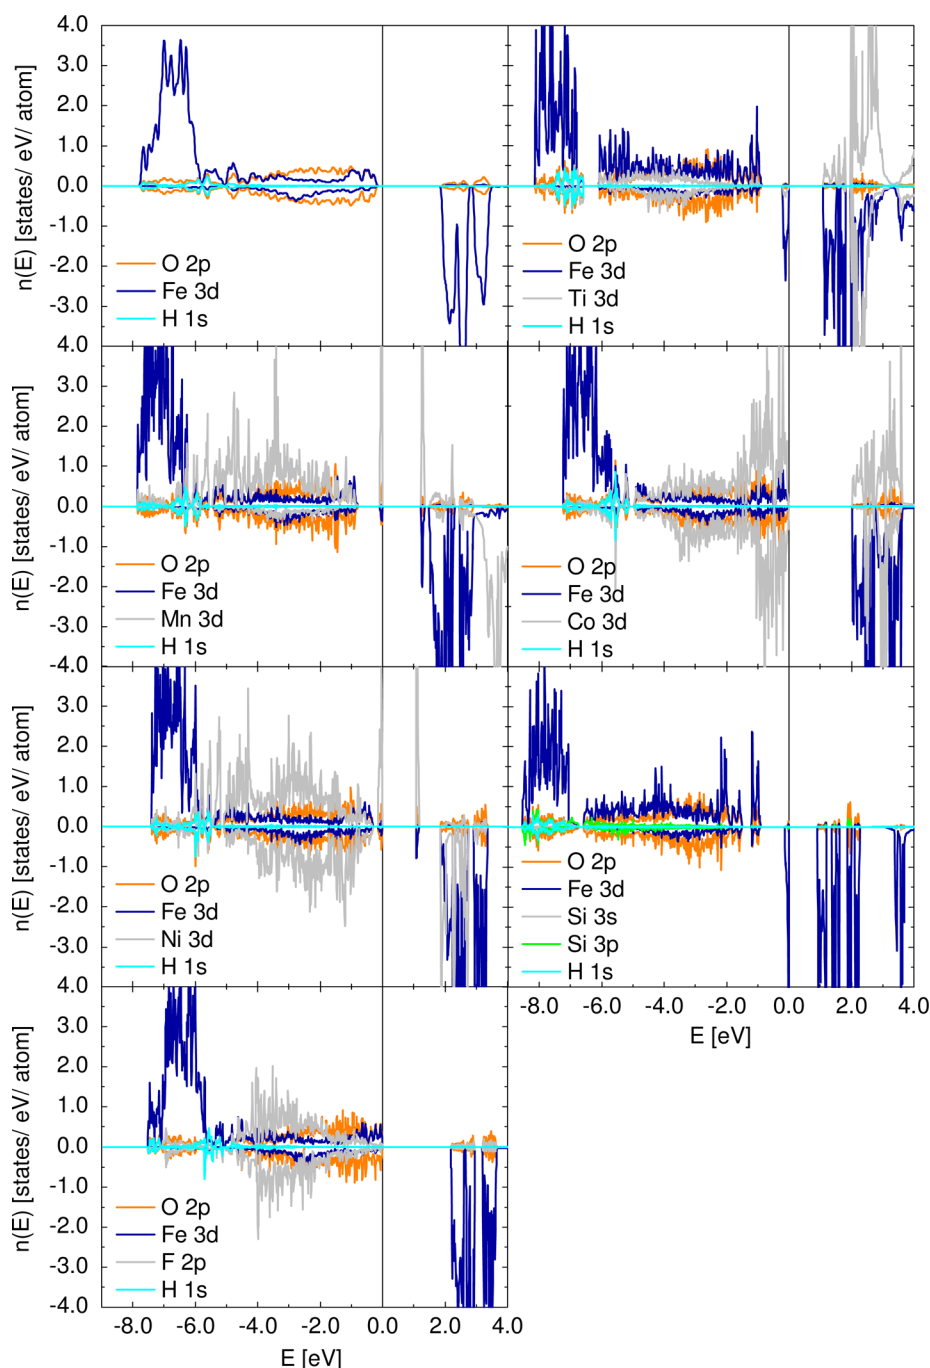 4.0
3.0
2.0
1.0
0.0
-1.0
-2.0
-3.0
4.0
n(E) [states/ eV/ atom]
O 2p
Fe 3d
H 1s
O 2p
Fe 3d
Ti 3d
H 1s
3.0
2.0
1.0
0.0
-1.0
-2.0
-3.0
-4.0
n(E) [states/ eV/ atom]
O 2p
Fe 3d
Mn 3d
H 1s
O 2p
Fe 3d
Co 3d
H 1s
3.0
2.0
1.0
0.0
-1.0
-2.0
-3.0
4.0
n(E) [states/ eV/ atom]
O 2p
Fe 3d
Ni 3d
H 1s
O 2p
Fe 3d
Si 3s
Si 3p
H 1s
-8.0 -6.0 -4.0 -2.0 0.0 2.0 4.0
E [eV]
3.0
2.0
1.0
0.0
-1.0
-2.0
-3.0
4.0
n(E) [states/ eV/ atom]
O 2p
Fe 3d
F 2p
H 1s
-8.0 -6.0 -4.0 -2.0 0.0 2.0 4.0
E [eV]